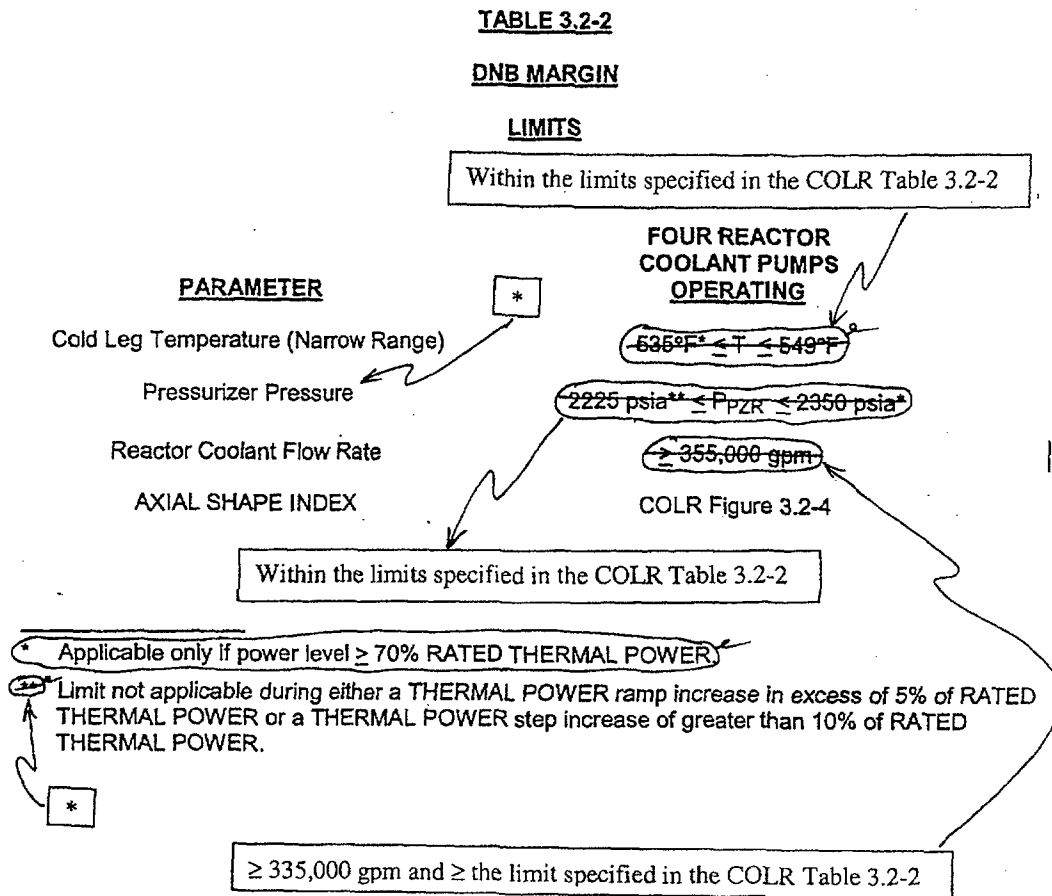 TABLE 3.2-2
DNB MARGIN
LIMITS
Within the limits specified in the COLR Table 3.2-2
FOUR REACTOR
COOLANT PUMPS
OPERATING
PARAMETER
*
Cold Leg Temperature (Narrow Range)
535°F* ≤ T ≤ 549°F
Pressurizer Pressure
2225 psia** ≤ PPZR ≤ 2350 psia*
Reactor Coolant Flow Rate
≥ 355,000 gpm
AXIAL SHAPE INDEX
COLR Figure 3.2-4
Within the limits specified in the COLR Table 3.2-2
* Applicable only if power level ≥ 70% RATED THERMAL POWER.
** Limit not applicable during either a THERMAL POWER ramp increase in excess of 5% of RATED
THERMAL POWER or a THERMAL POWER step increase of greater than 10% of RATED
THERMAL POWER.
*
≥ 335,000 gpm and ≥ the limit specified in the COLR Table 3.2-2